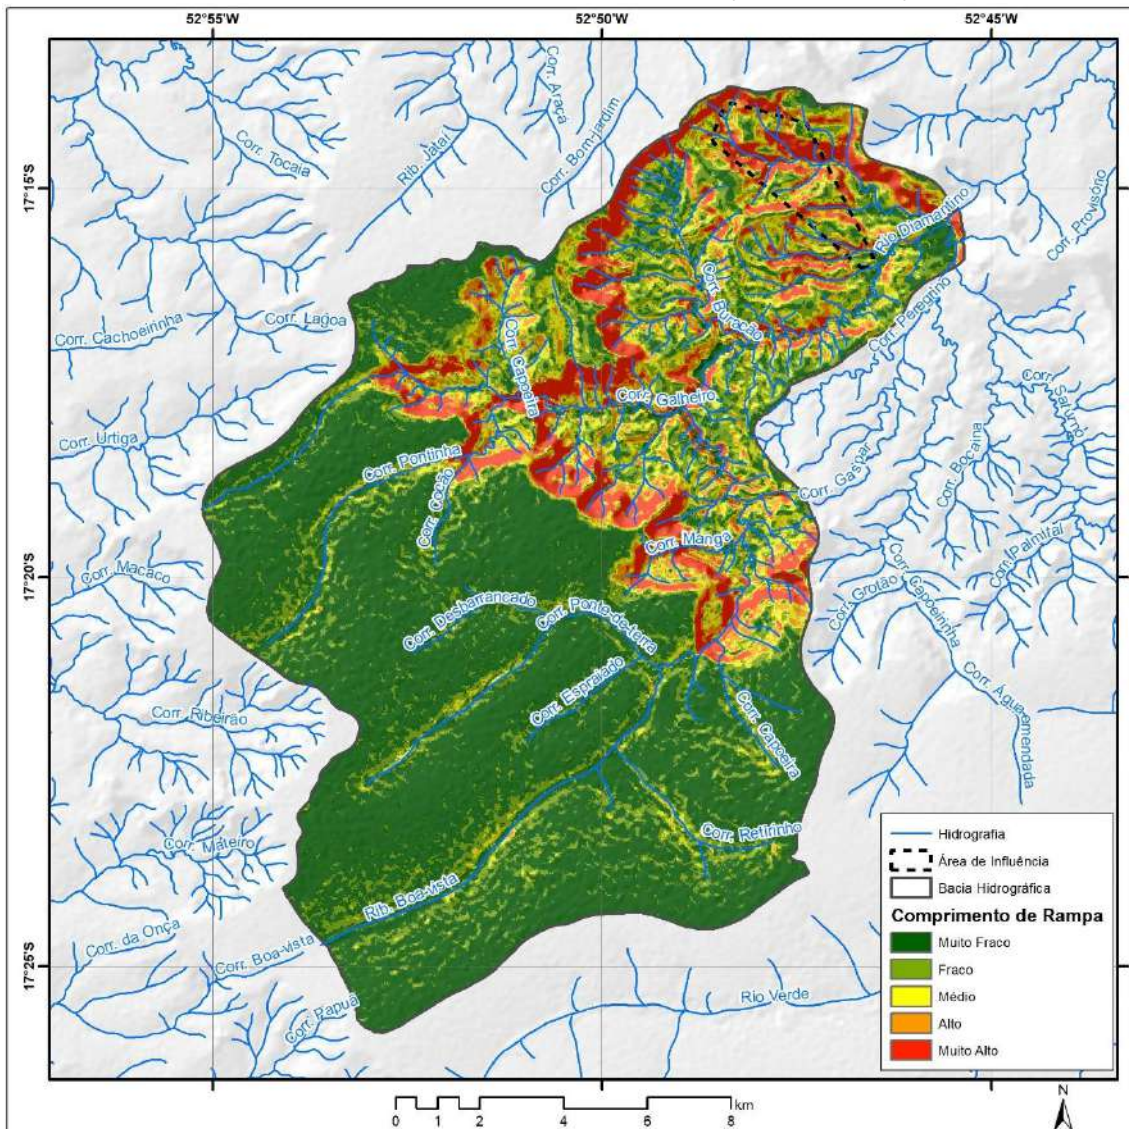 52°55'W
52°50'W
52°45'W
17°15'S
17°20'S
17°25'S
Corr. Tocaia
Rib. Jataí
Corr. Araçá
Corr. Bom-jardim
Rio Diamantino
Corr. Provisório
Corr. Cachoeirinha
Corr. Lagoa
Corr. Buracão
Corr. Peregrino
Corr. Capoeira
Corr. Galheiro
Corr. Saturno
Corr. Urtiga
Corr. Pontinha
Corr. Cocão
Corr. Gaspar
Corr. Bocaina
Corr. Manga
Corr. Palmital
Corr. Macaco
Corr. Grotão
Corr. Capoeirinha
Corr. Desbarrancado
Corr. Ponte-de-terra
Corr. Espraiado
Corr. Capoeira
Corr. Água-emendada
Corr. Ribeirão
Corr. Mateiro
Corr. Retirinho
Rib. Boa-vista
Corr. da Onça
Corr. Boa-vista
Corr. Papuã
Rio Verde
Hidrografia
Área de Influência
Bacia Hidrográfica
Comprimento de Rampa
Muito Fraco
Fraco
Médio
Alto
Muito Alto
km
0 1 2 4 6 8
N